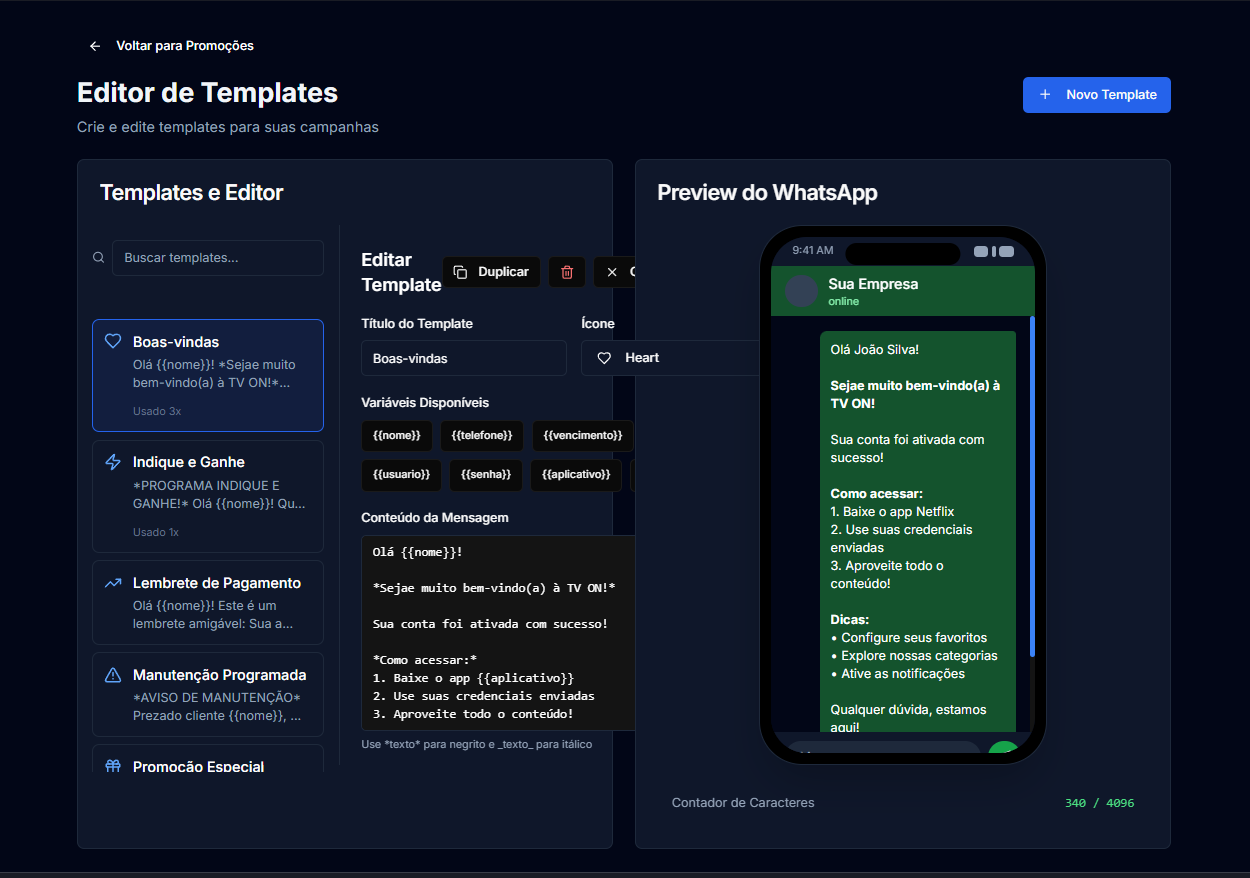 Voltar para Promoções
Editor de Templates
Novo Template
Crie e edite templates para suas campanhas
Templates e Editor
Buscar templates...
Boas-vindas
Olá {{nome}}! *Sejae muito
bem-vindo(a) à TV ON!*...
Usado 3x
Indique e Ganhe
*PROGRAMA INDIQUE E
GANHE!* Olá {{nome}}! Qu...
Usado 1x
Lembrete de Pagamento
Olá {{nome}}! Este é um
lembrete amigável: Sua a...
Manutenção Programada
*AVISO DE MANUTENÇÃO*
Prezado cliente {{nome}}, ...
Promoção Especial
Editar
Template
Duplicar
Título do Template
Ícone
Boas-vindas
Heart
Variáveis Disponíveis
{{nome}}
{{telefone}}
{{vencimento}}
{{usuario}}
{{senha}}
{{aplicativo}}
Conteúdo da Mensagem
Olá {{nome}}!
*Sejae muito bem-vindo(a) à TV ON!*
Sua conta foi ativada com sucesso!
*Como acessar:*
1. Baixe o app {{aplicativo}}
2. Use suas credenciais enviadas
3. Aproveite todo o conteúdo!
Use *texto* para negrito e _texto_ para itálico
Preview do WhatsApp
9:41 AM
Sua Empresa
online
Olá João Silva!
Sejae muito bem-vindo(a) à
TV ON!
Sua conta foi ativada com
sucesso!
Como acessar:
1. Baixe o app Netflix
2. Use suas credenciais
enviadas
3. Aproveite todo o
conteúdo!
Dicas:
• Configure seus favoritos
• Explore nossas categorias
• Ative as notificações
Qualquer dúvida, estamos
aqui!
Contador de Caracteres
340 / 4096